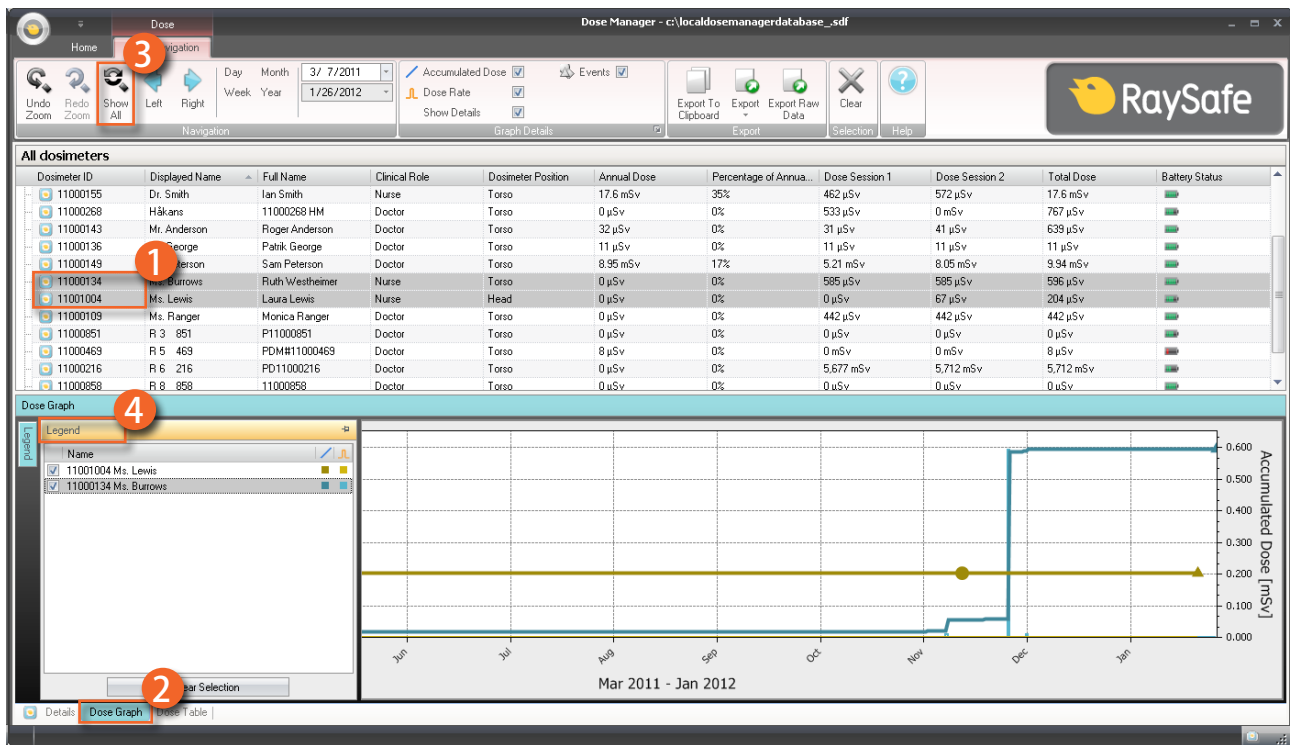 Dose
Dose Manager - c:\localdosemanagerdatabase_.sdf
Home
vigation
3
Undo Zoom
Redo Zoom
Show All
Left
Right
Day Month 3/ 7/2011
Week Year 1/26/2012
Navigation
Accumulated Dose
Events
Dose Rate
Show Details
Graph Details
Export To Clipboard
Export
Export Raw Data
Export
Clear
Selection
Help
RaySafe
All dosimeters
Dosimeter ID Displayed Name Full Name Clinical Role Dosimeter Position Annual Dose Percentage of Annua... Dose Session 1 Dose Session 2 Total Dose Battery Status
11000155 Dr. Smith Ian Smith Nurse Torso 17.6 mSv 35% 462 µSv 572 µSv 17.6 mSv
11000268 Håkans 11000268 HM Doctor Torso 0 µSv 0% 533 µSv 0 mSv 767 µSv
11000143 Mr. Anderson Roger Anderson Doctor Torso 32 µSv 0% 31 µSv 41 µSv 639 µSv
11000136 George Patrik George Doctor Torso 11 µSv 0% 11 µSv 11 µSv 11 µSv
1
11000149 terson Sam Peterson Doctor Torso 8.95 mSv 17% 5.21 mSv 8.05 mSv 9.94 mSv
11000134 Ms. Burrows Ruth Westheimer Nurse Torso 0 µSv 0% 585 µSv 585 µSv 596 µSv
11001004 Ms. Lewis Laura Lewis Nurse Head 0 µSv 0% 0 µSv 67 µSv 204 µSv
11000109 Ms. Ranger Monica Ranger Doctor Torso 0 µSv 0% 442 µSv 442 µSv 442 µSv
11000851 R 3 851 P11000851 Doctor Torso 0 µSv 0% 0 µSv 0 µSv 0 µSv
11000469 R 5 469 PDM#11000469 Doctor Torso 8 µSv 0% 0 mSv 0 mSv 8 µSv
11000216 R 6 216 PD11000216 Doctor Torso 0 µSv 0% 5,677 mSv 5,712 mSv 5,712 mSv
11000858 R 8 858 11000858 Doctor Torso 0 µSv 0% 0 µSv 0 µSv 0 µSv
Dose Graph
4
Legend
Legend
Name
11001004 Ms. Lewis
11000134 Ms. Burrows
ear Selection
0.600
0.500
0.400
0.300
0.200
0.100
0.000
Accumulated Dose [mSv]
Jun Jul Aug Sep Oct Nov Dec Jan
Mar 2011 - Jan 2012
2
Details Dose Graph Dose Table